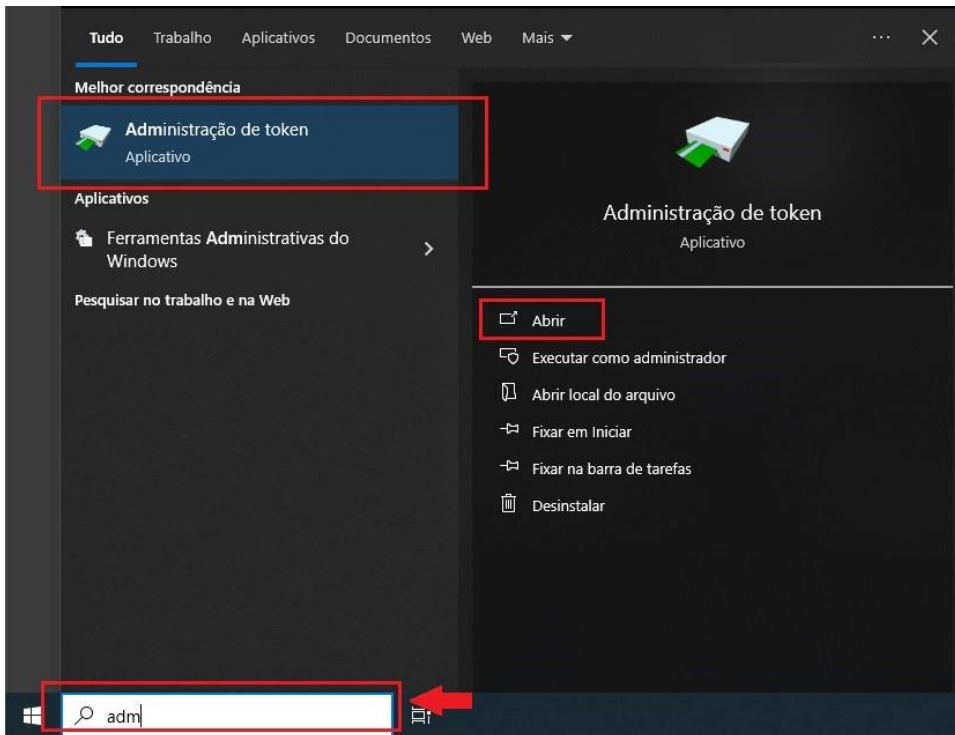 Tudo Trabalho Aplicativos Documentos Web Mais
Melhor correspondência
Administração de token
Aplicativo
Aplicativos
Ferramentas Administrativas do
Windows
Pesquisar no trabalho e na Web
Administração de token
Aplicativo
Abrir
Executar como administrador
Abrir local do arquivo
Fixar em Iniciar
Fixar na barra de tarefas
Desinstalar
adm